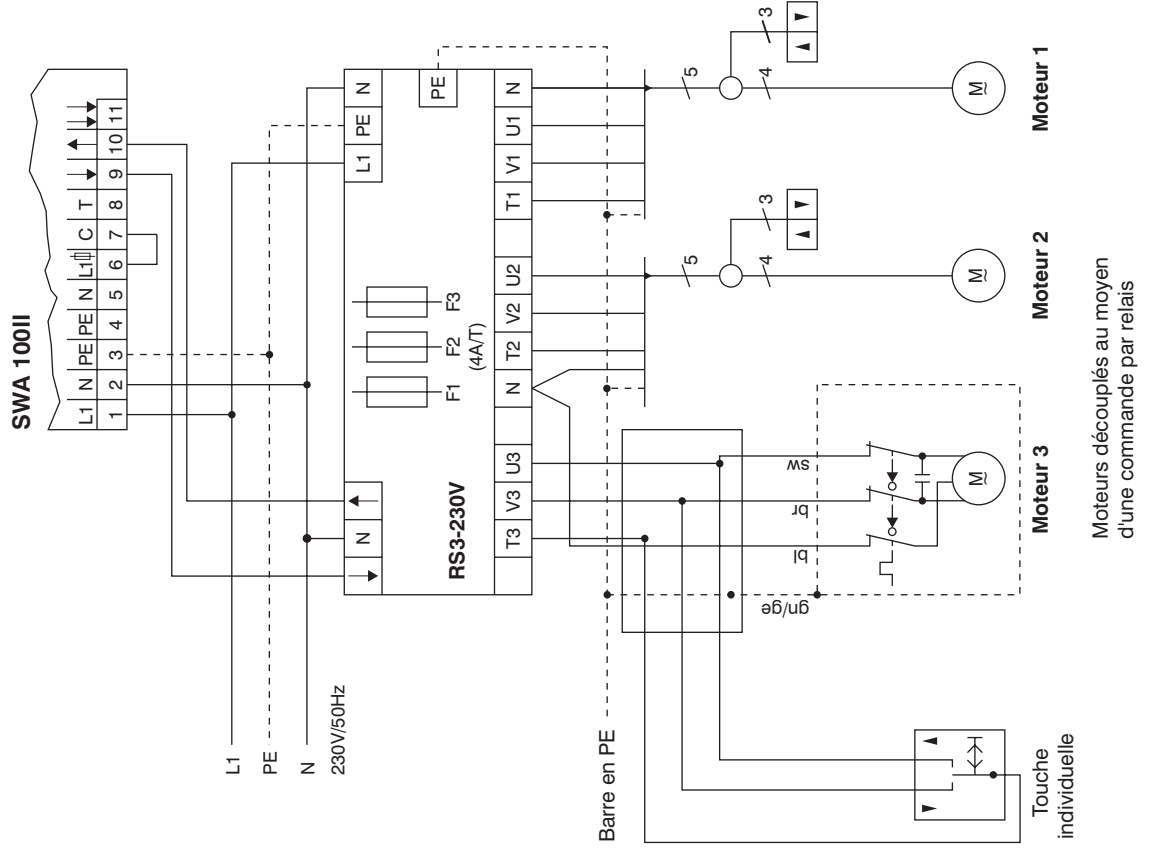 SWA 100II
L1 N PE PE N L1 C T
1 2 3 4 5 6 7 8 9 10 11
L1
PE
N
230V/50Hz
N
L1 PE N
PE
RS3-230V
F1 F2 F3
(4A/T)
T3 V3 U3 N T2 V2 U2 T1 V1 U1 N
Barre en PE
gn/ge
bl
br
sw
5
3
4
5
3
4
M
M
M
Touche
individuelle
Moteur 3
Moteur 2
Moteur 1
Moteurs découplés au moyen
d'une commande par relais